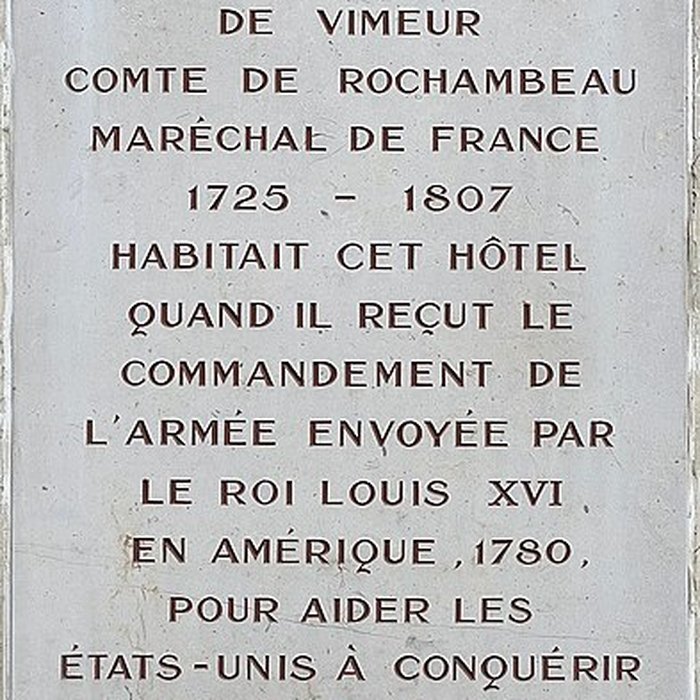 DE VIMEUR
COMTE DE ROCHAMBEAU
MARÉCHAL DE FRANCE
1725 - 1807
HABITAIT CET HÔTEL
QUAND IL REÇUT LE
COMMANDEMENT DE
L'ARMÉE ENVOYÉE PAR
LE ROI LOUIS XVI
EN AMÉRIQUE, 1780,
POUR AIDER LES
ÉTATS-UNIS À CONQUÉRIR